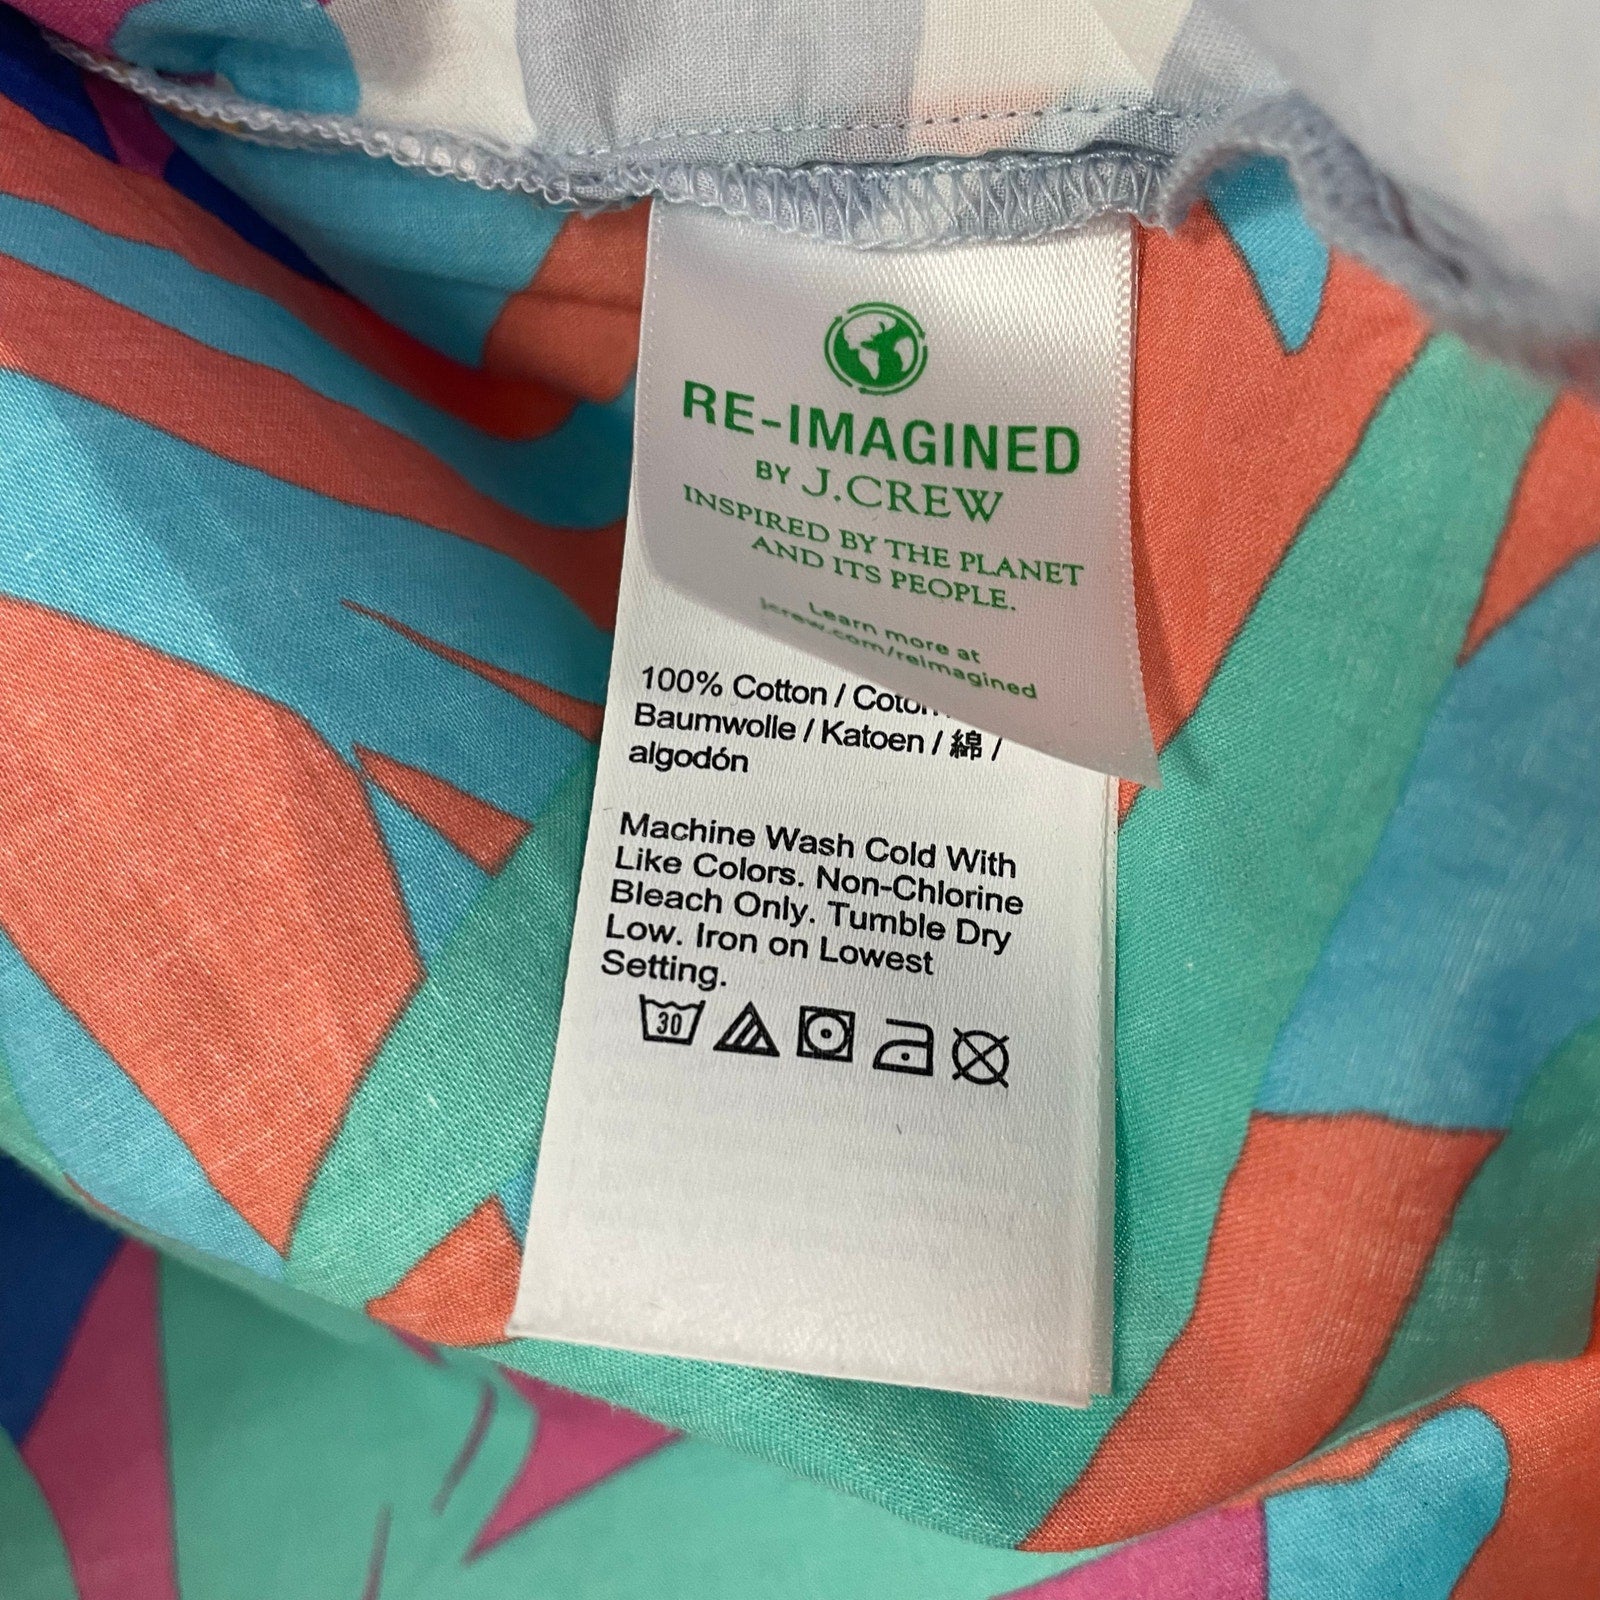 RE-IMAGINED
BY J.CREW
INSPIRED BY THE PLANET
AND ITS PEOPLE.
Learn more at
jcrew.com/reimagined
100% Cotton / Coton
Baumwolle / Katoen / 綿 /
algodón
Machine Wash Cold With
Like Colors. Non-Chlorine
Bleach Only. Tumble Dry
Low. Iron on Lowest
Setting.
30